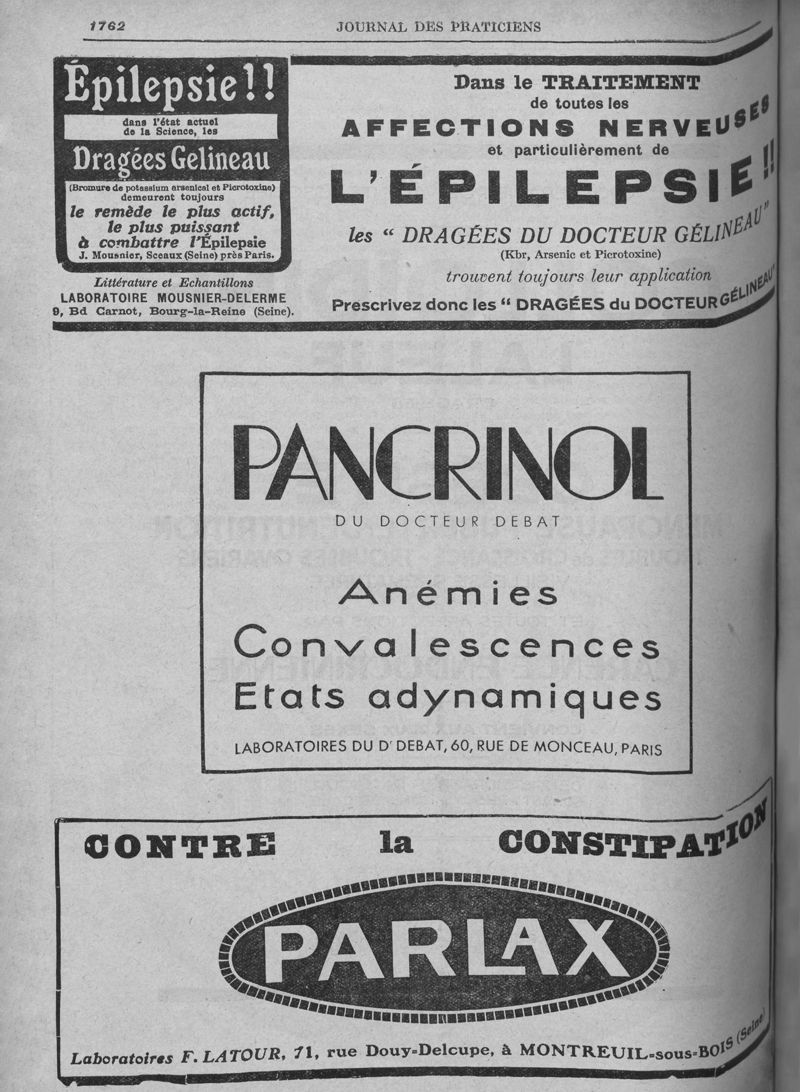 1762
JOURNAL DES PRATICIENS
Épilepsie!!
dans l'état actuel
de la Science, les
Dragées Gelineau
(Bromure de potassium arsenical et Picrotoxine)
demeurent toujours
le remède le plus actif,
le plus puissant
à combattre l'Épilepsie
J. Mousnier, Sceaux (Seine) près Paris.
Littérature et Echantillons
LABORATOIRE MOUSNIER-DELERME
9, Bd Carnot, Bourg-la-Reine (Seine).
Dans le TRAITEMENT
de toutes les
AFFECTIONS NERVEUSES
et particulièrement de
L'ÉPILEPSIE!!
les " DRAGÉES DU DOCTEUR GÉLINEAU"
(Kbr, Arsenic et Picrotoxine)
trouvent toujours leur application
Prescrivez donc les " DRAGÉES du DOCTEUR GÉLINEAU"
PANCRINOL
DU DOCTEUR DEBAT
Anémies
Convalescences
Etats adynamiques
LABORATOIRES DU Dr DEBAT, 60, RUE DE MONCEAU, PARIS
CONTRE la CONSTIPATION
PARLAX
Laboratoires F. LATOUR, 71, rue Douy-Delcupe, à MONTREUIL-sous-BOIS (Seine)